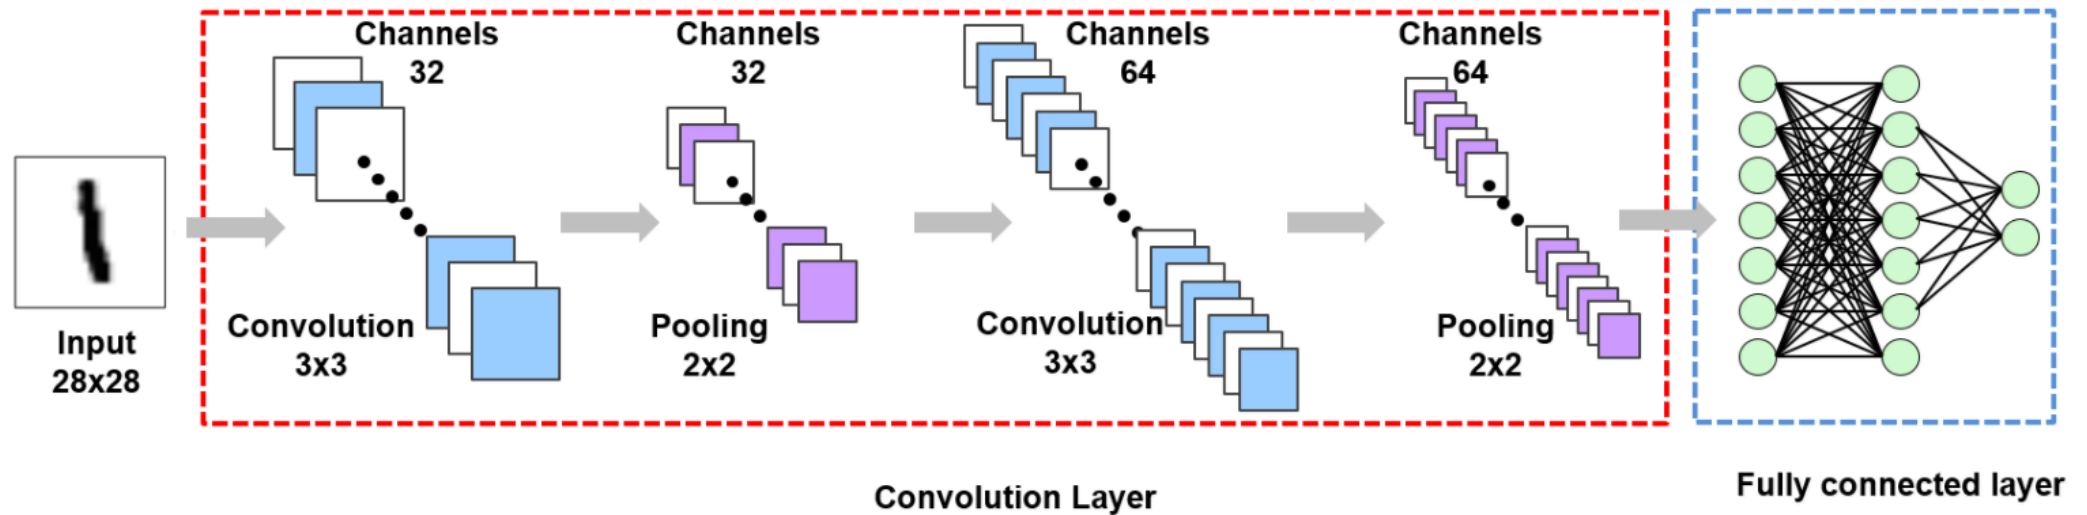 Input
28x28
Channels
32
Convolution
3x3
Channels
32
Pooling
2x2
Channels
64
Convolution
3x3
Channels
64
Pooling
2x2
Convolution Layer
Fully connected layer